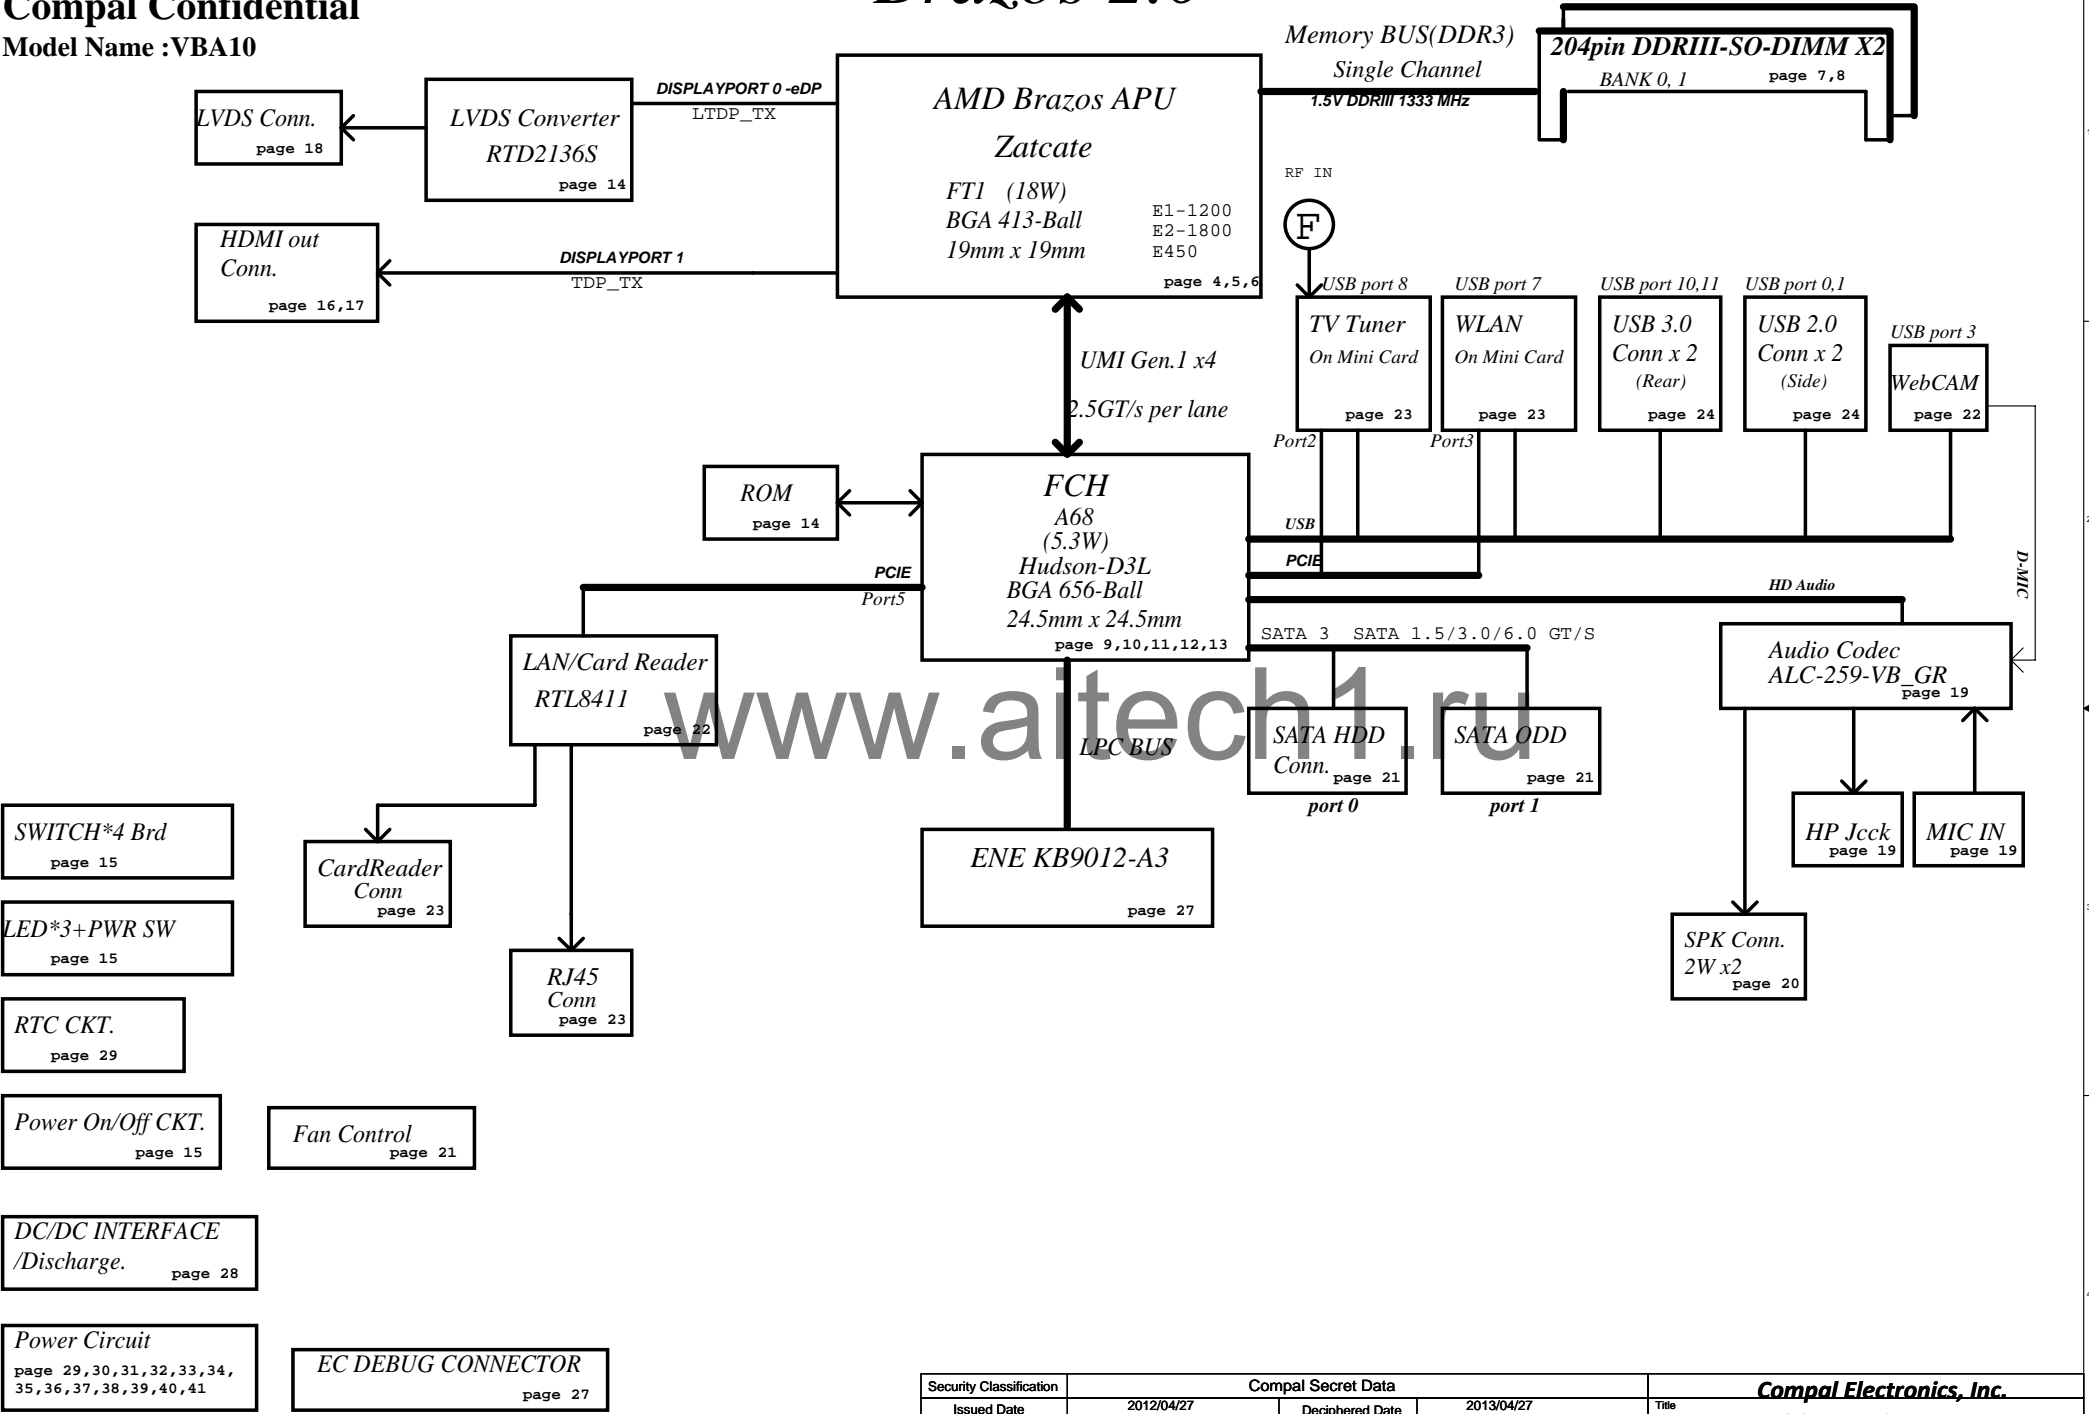 Compal Confidential
Model Name :VBA10
Brazos 2.0
LVDS Conn.
page 18
LVDS Converter
RTD2136S
page 14
DISPLAYPORT 0 -eDP
LTDP_TX
HDMI out
Conn.
page 16,17
DISPLAYPORT 1
TDP_TX
AMD Brazos APU
Zatcate
FT1 (18W)
BGA 413-Ball
19mm x 19mm
E1-1200
E2-1800
E450
page 4,5,6
Memory BUS(DDR3)
Single Channel
1.5V DDRIII 1333 MHz
204pin DDRIII-SO-DIMM X2
BANK 0, 1
page 7,8
RF IN
F
USB port 8
TV Tuner
On Mini Card
page 23
Port2
USB port 7
WLAN
On Mini Card
page 23
Port3
USB port 10,11
USB 3.0
Conn x 2
(Rear)
page 24
USB port 0,1
USB 2.0
Conn x 2
(Side)
page 24
USB port 3
WebCAM
page 22
D-MIC
UMI Gen.1 x4
2.5GT/s per lane
ROM
page 14
FCH
A68
(5.3W)
Hudson-D3L
BGA 656-Ball
24.5mm x 24.5mm
page 9,10,11,12,13
USB
PCIE
HD Audio
SATA 3 SATA 1.5/3.0/6.0 GT/S
PCIE
Port5
LAN/Card Reader
RTL8411
page 22
www.aitech1.ru
LPC BUS
SATA HDD
Conn.
page 21
port 0
SATA ODD
page 21
port 1
Audio Codec
ALC-259-VB_GR
page 19
HP Jcck
page 19
MIC IN
page 19
SPK Conn.
2W x2
page 20
ENE KB9012-A3
page 27
CardReader
Conn
page 23
RJ45
Conn
page 23
SWITCH*4 Brd
page 15
LED*3+PWR SW
page 15
RTC CKT.
page 29
Power On/Off CKT.
page 15
Fan Control
page 21
DC/DC INTERFACE
/Discharge.
page 28
Power Circuit
page 29,30,31,32,33,34,
35,36,37,38,39,40,41
EC DEBUG CONNECTOR
page 27
Security Classification
Compal Secret Data
Compal Electronics, Inc.
Issued Date
2012/04/27
Deciphered Date
2013/04/27
Title